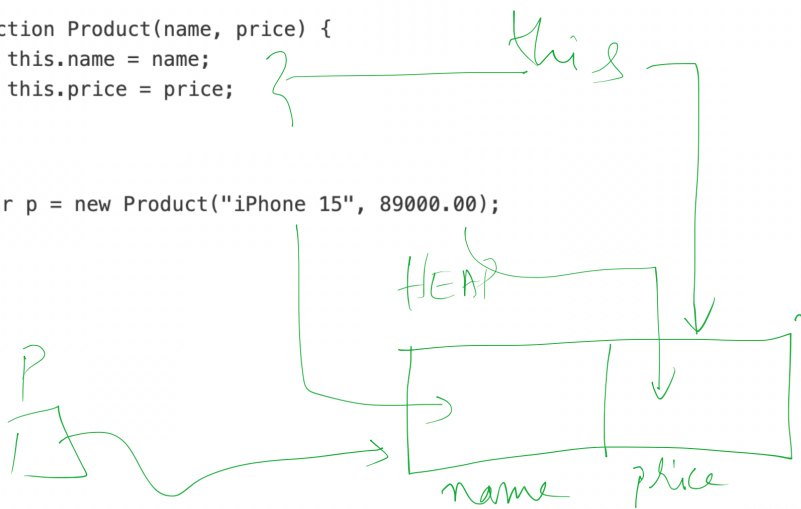 ction Product(name, price) {
this.name = name;
this.price = price;
this
r p = new Product("iPhone 15", 89000.00);
HEAP
P
name
price